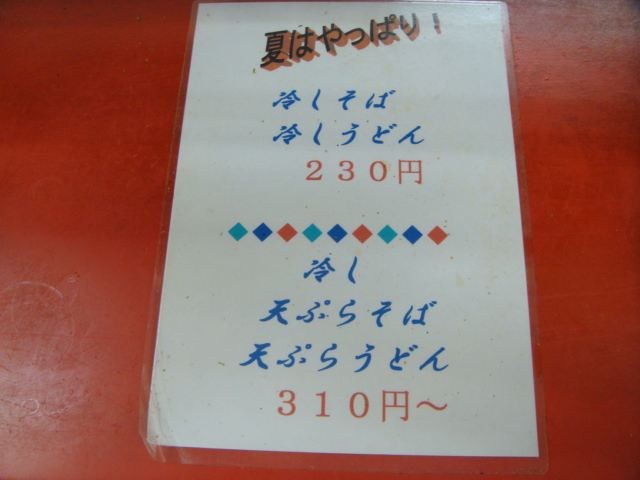 夏はやっぱり！
冷しそば
冷しうどん
２３０円
冷し
天ぷらそば
天ぷらうどん
３１０円～